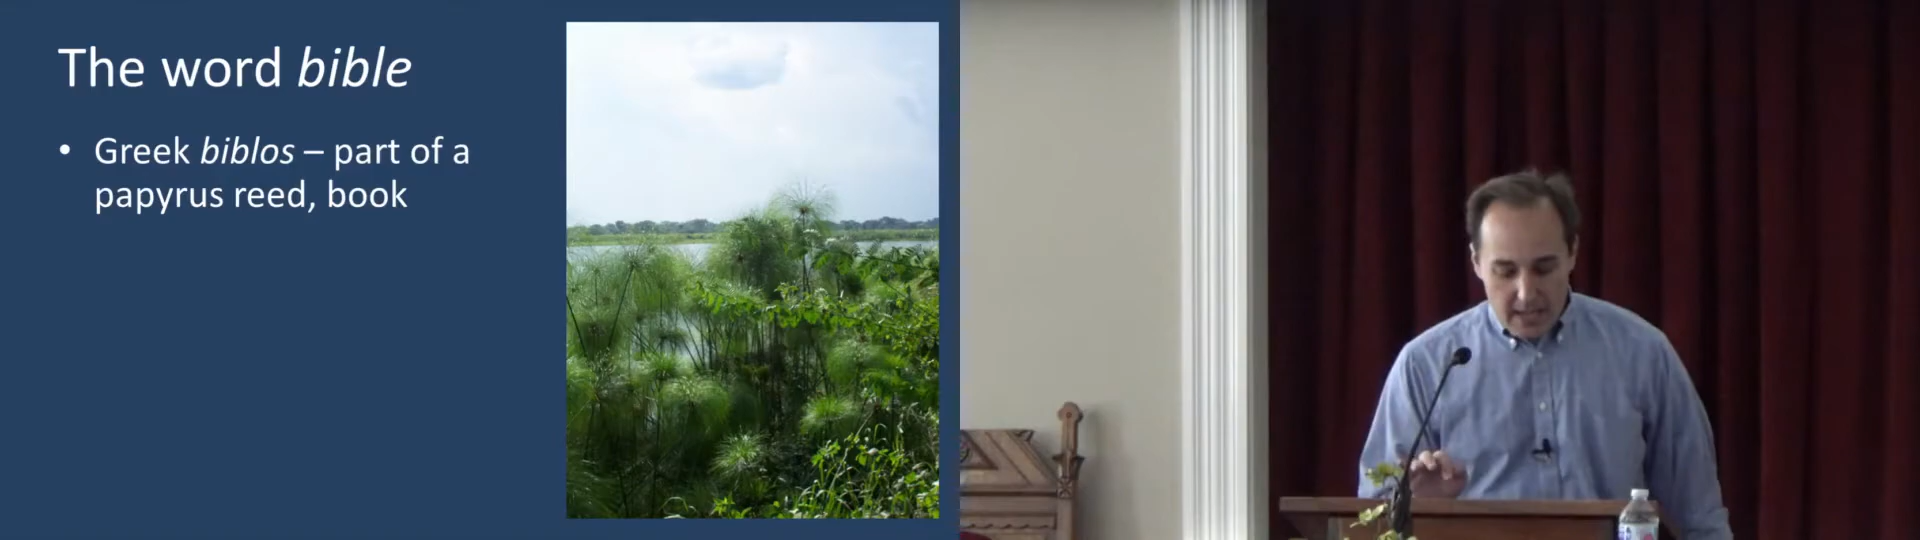 The word bible
• Greek biblos – part of a
papyrus reed, book